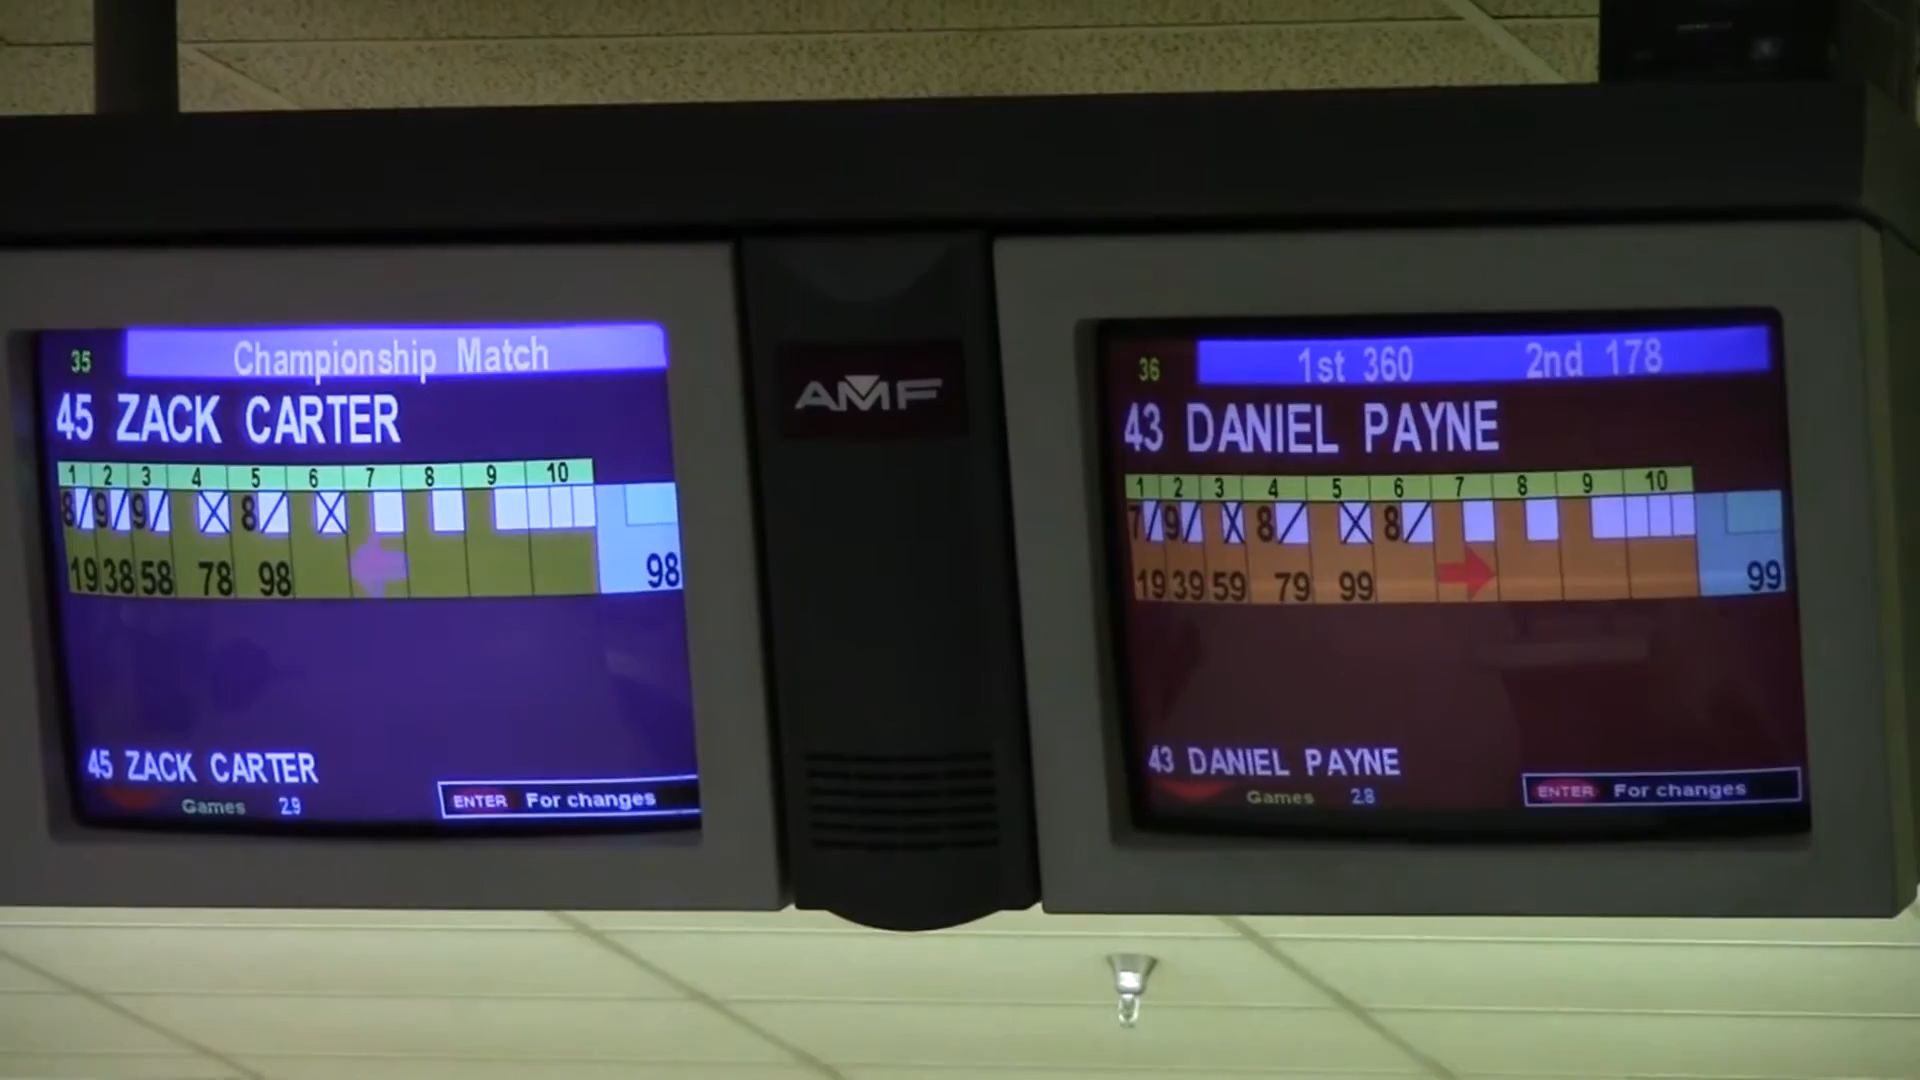 35 Championship Match
45 ZACK CARTER
1 2 3 4 5 6 7 8 9 10
8/ 9/ 9/ X 8/ X
19 38 58 78 98 98
45 ZACK CARTER
Games 29
ENTER For changes
AMF
36 1st 360 2nd 178
43 DANIEL PAYNE
1 2 3 4 5 6 7 8 9 10
7/ 9/ X 8/ X 8/
19 39 59 79 99 99
43 DANIEL PAYNE
Games 28
ENTER For changes